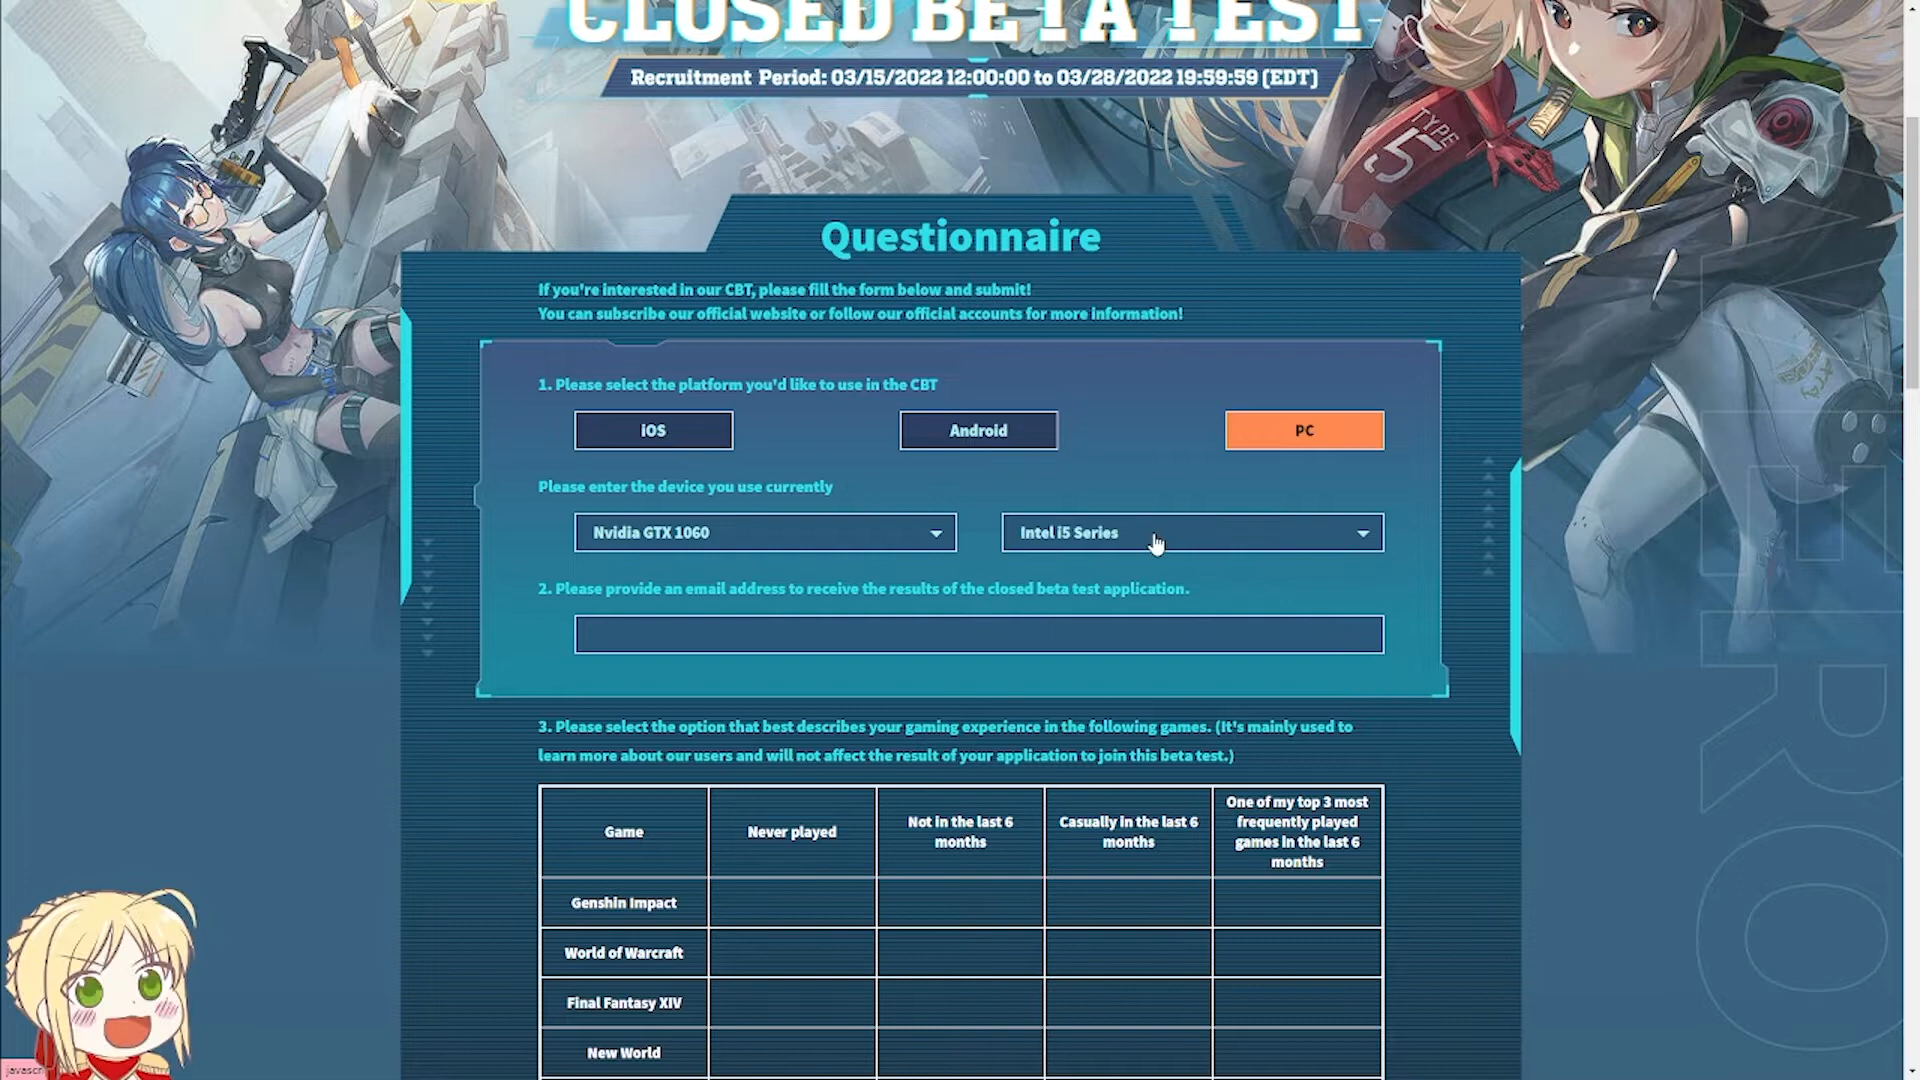 CLOSED BETA TEST
Recruitment Period: 03/15/2022 12:00:00 to 03/28/2022 19:59:59 (EDT)
TYPE
15
Questionnaire
If you're interested in our CBT, please fill the form below and submit!
You can subscribe our official website or follow our official accounts for more information!
1. Please select the platform you'd like to use in the CBT
iOS
Android
PC
Please enter the device you use currently
Nvidia GTX 1060
Intel i5 Series
2. Please provide an email address to receive the results of the closed beta test application.
3. Please select the option that best describes your gaming experience in the following games. (It's mainly used to
learn more about our users and will not affect the result of your application to join this beta test.)
Game
Never played
Not in the last 6
months
Casually in the last 6
months
One of my top 3 most
frequently played
games in the last 6
months
Genshin Impact
World of Warcraft
Final Fantasy XIV
New World